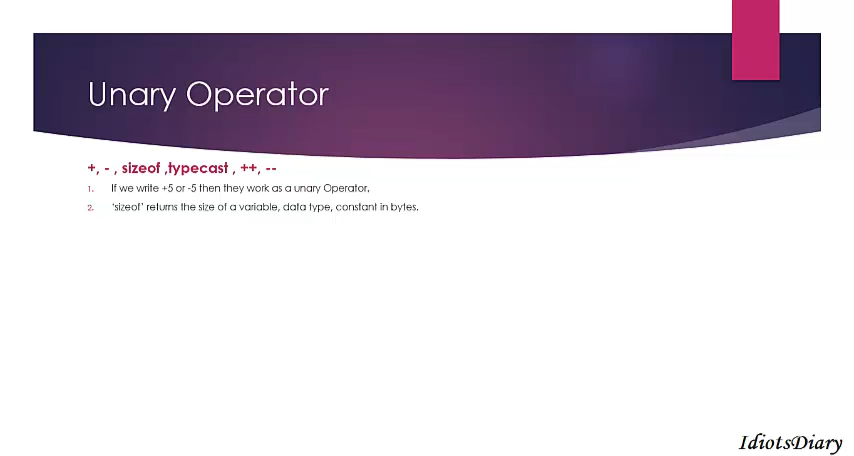 Unary Operator
+, - , sizeof ,typecast , ++, --
1. If we write +5 or -5 then they work as a unary Operator.
2. 'sizeof' returns the size of a variable, data type, constant in bytes.
IdiotsDiary